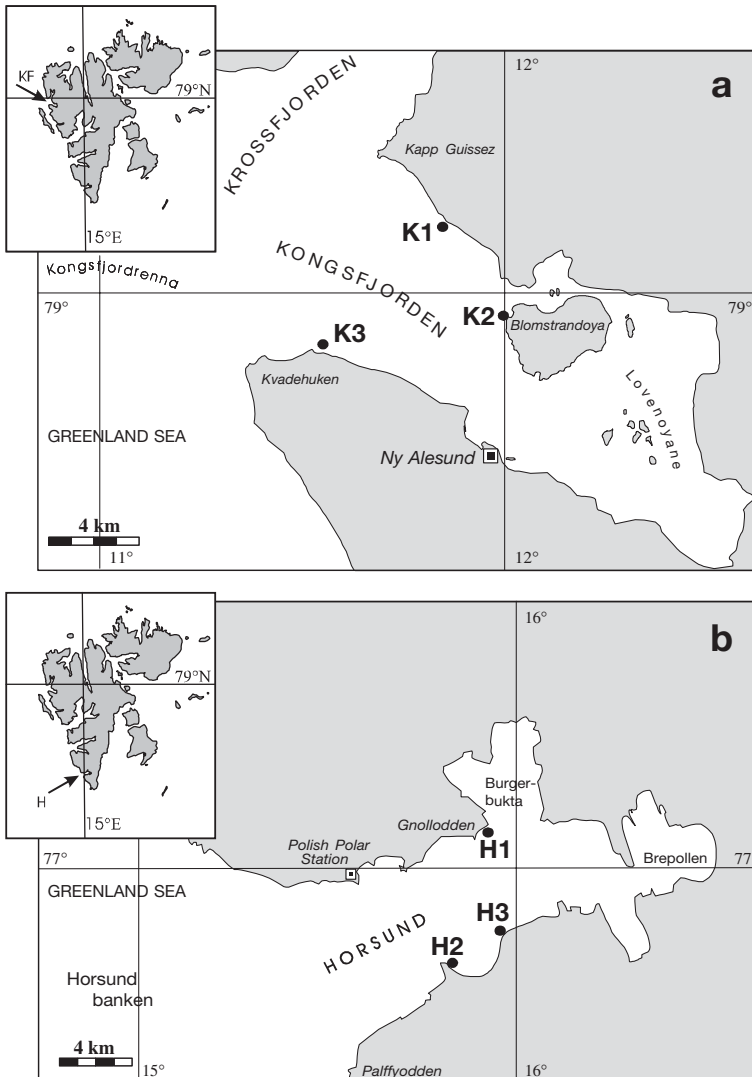 KF
79°N
15°E
12°
a
KROSSFJORDEN
Kapp Guissez
K1
Kongsfjordrenna
KONGSFJORDEN
79°
79°
K2
Blomstrandoya
K3
Kvadehuken
Lovenoyane
GREENLAND SEA
Ny Alesund
4 km
11°
12°
79°N
H
15°E
16°
b
Burger-
bukta
Gnollodden
H1
Polish Polar
Station
77°
Brepollen
77
GREENLAND SEA
HORSUND
H3
H2
Horsund
banken
4 km
15°
Palffyodden
16°